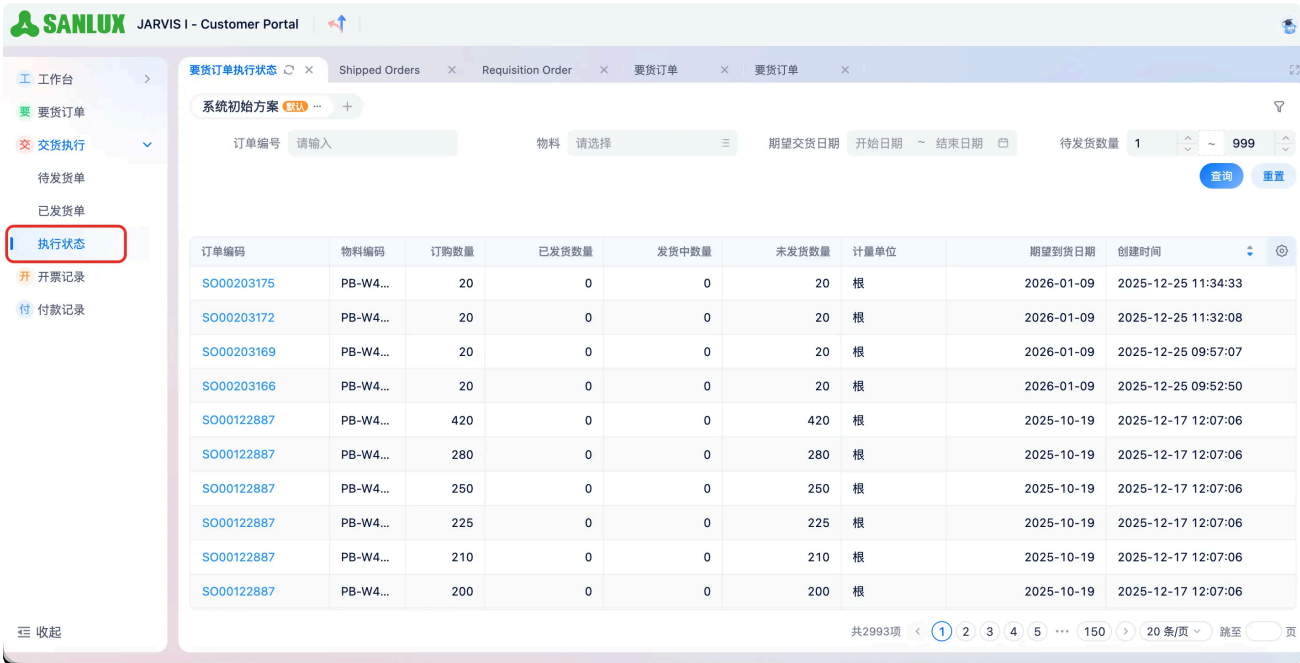 SANLUX JARVIS I - Customer Portal
工 工作台
要 要货订单
交 交货执行
待发货单
已发货单
执行状态
开 开票记录
付 付款记录
收起
要货订单执行状态 Shipped Orders Requisition Order 要货订单 要货订单
系统初始方案 默认 ··· +
订单编号 请输入 物料 请选择 期望交货日期 开始日期 ~ 结束日期 待发货数量 1 ~ 999
查询 重置
订单编码 物料编码 订购数量 已发货数量 发货中数量 未发货数量 计量单位 期望到货日期 创建时间
SO00203175 PB-W4... 20 0 0 20 根 2026-01-09 2025-12-25 11:34:33
SO00203172 PB-W4... 20 0 0 20 根 2026-01-09 2025-12-25 11:32:08
SO00203169 PB-W4... 20 0 0 20 根 2026-01-09 2025-12-25 09:57:07
SO00203166 PB-W4... 20 0 0 20 根 2026-01-09 2025-12-25 09:52:50
SO00122887 PB-W4... 420 0 0 420 根 2025-10-19 2025-12-17 12:07:06
SO00122887 PB-W4... 280 0 0 280 根 2025-10-19 2025-12-17 12:07:06
SO00122887 PB-W4... 250 0 0 250 根 2025-10-19 2025-12-17 12:07:06
SO00122887 PB-W4... 225 0 0 225 根 2025-10-19 2025-12-17 12:07:06
SO00122887 PB-W4... 210 0 0 210 根 2025-10-19 2025-12-17 12:07:06
SO00122887 PB-W4... 200 0 0 200 根 2025-10-19 2025-12-17 12:07:06
共2993项 < 1 2 3 4 5 ··· 150 > 20 条/页 跳至 页